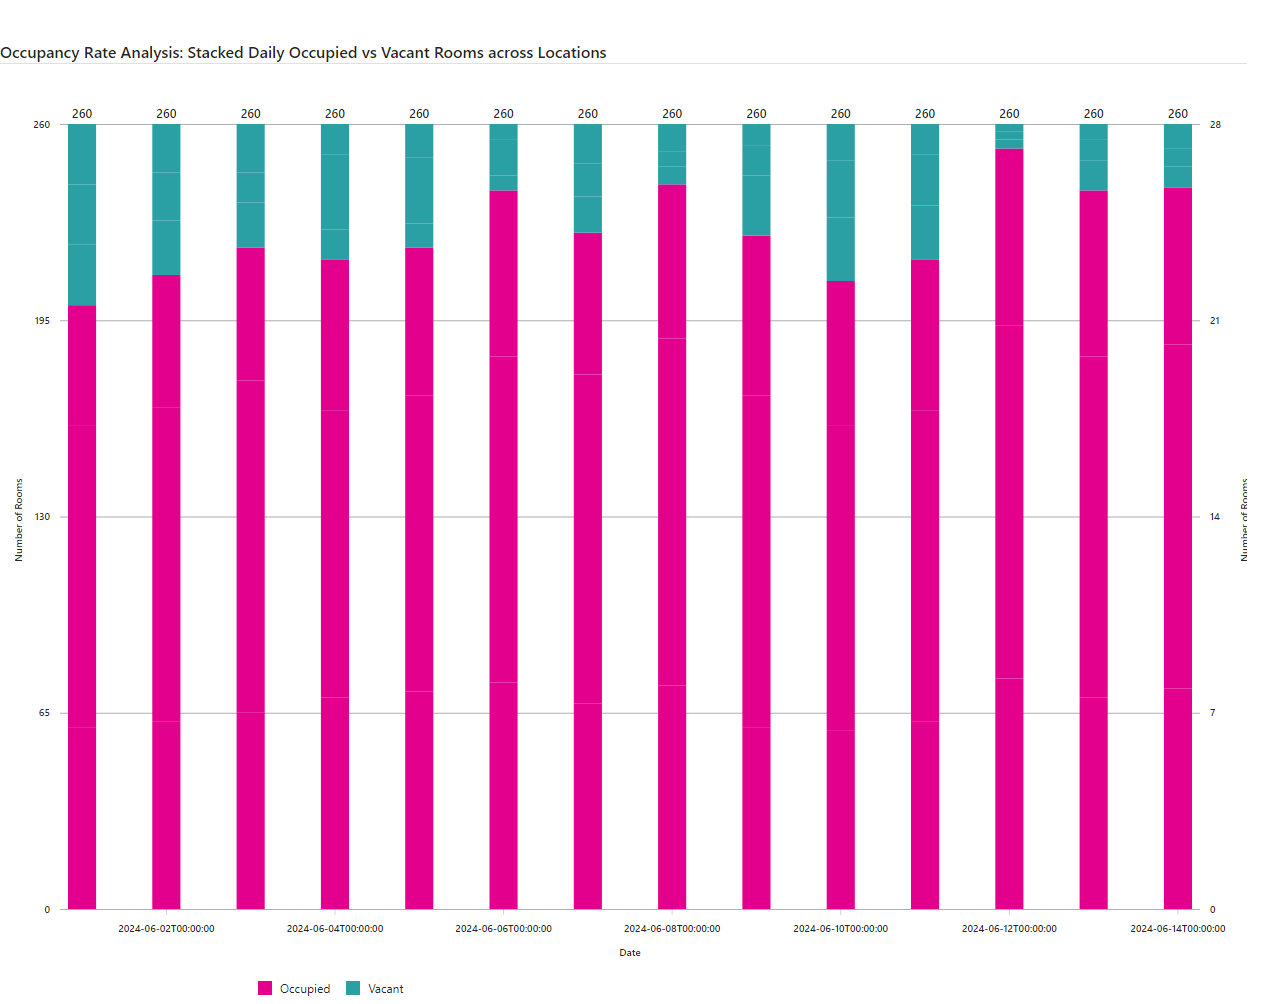 Occupancy Rate Analysis: Stacked Daily Occupied vs Vacant Rooms across Locations
260 260 260 260 260 260 260 260 260 260 260 260 260 260
260 28
195 21
130 14
65 7
0 0
Number of Rooms
Number of Rooms
2024-06-02T00:00:00 2024-06-04T00:00:00 2024-06-06T00:00:00 2024-06-08T00:00:00 2024-06-10T00:00:00 2024-06-12T00:00:00 2024-06-14T00:00:00
Date
Occupied Vacant